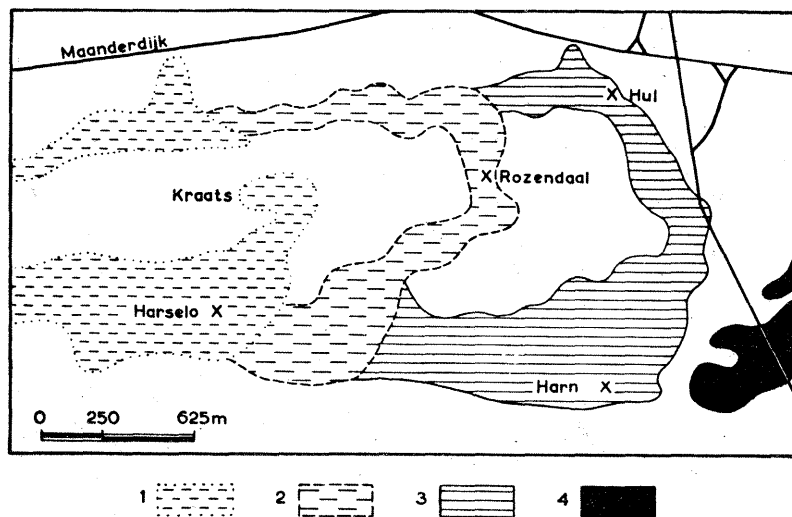 Maanderdijk
Hul
Rozendaal
Kraats
Harselo
Harn
0 250 625m
1 2 3 4